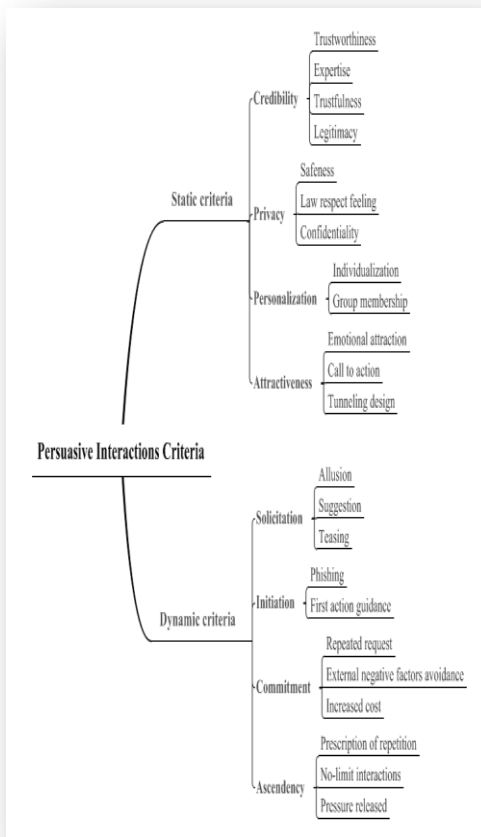 Trustworthiness
Expertise
Credibility
Trustfulness
Legitimacy
Safeness
Static criteria
Law respect feeling
Privacy
Confidentiality
Individualization
Personalization
Group membership
Emotional attraction
Call to action
Attractiveness
Tunneling design
Persuasive Interactions Criteria
Allusion
Suggestion
Solicitation
Teasing
Phishing
Initiation
First action guidance
Dynamic criteria
Repeated request
External negative factors avoidance
Commitment
Increased cost
Prescription of repetition
No-limit interactions
Ascendency
Pressure released